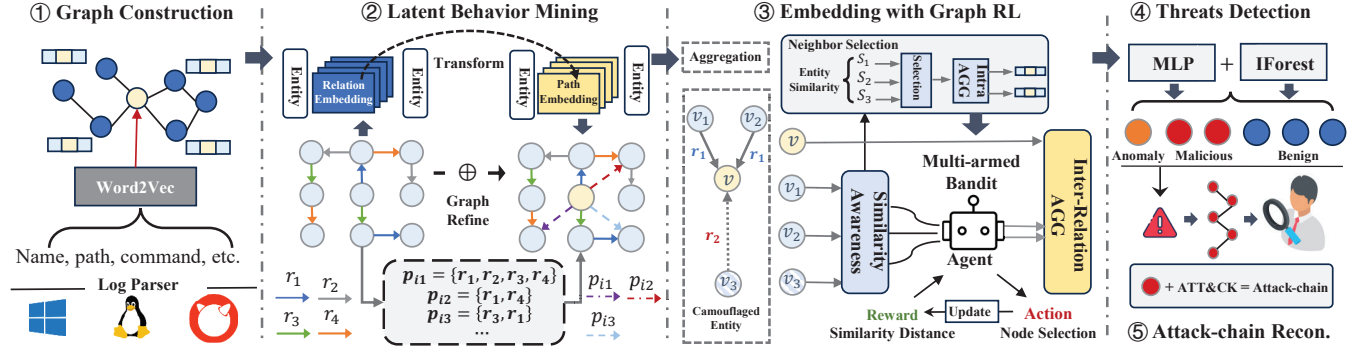 ① Graph Construction
Word2Vec
Name, path, command, etc.
Log Parser
② Latent Behavior Mining
Entity
Relation
Embedding
Entity
Transform
Entity
Path
Embedding
Entity
− ⊕ −
Graph
Refine
r₁ r₂
r₃ r₄
pᵢ₁ = {r₁, r₂, r₃, r₄}
pᵢ₂ = {r₁, r₄}
pᵢ₃ = {r₃, r₁}
...
pᵢ₁ pᵢ₂
pᵢ₃
③ Embedding with Graph RL
Aggregation
v₁ v₂
r₁ r₁
v
r₂
v₃
Camouflaged
Entity
Neighbor Selection
Entity
Similarity
S₁
S₂
S₃
Selection
Intra
AGG
v
v₁
v₂
v₃
Similarity
Awareness
Multi-armed
Bandit
Agent
Inter-Relation
AGG
Reward
Update
Action
Similarity Distance
Node Selection
④ Threats Detection
MLP + IForest
Anomaly Malicious Benign
+ ATT&CK = Attack-chain
⑤ Attack-chain Recon.